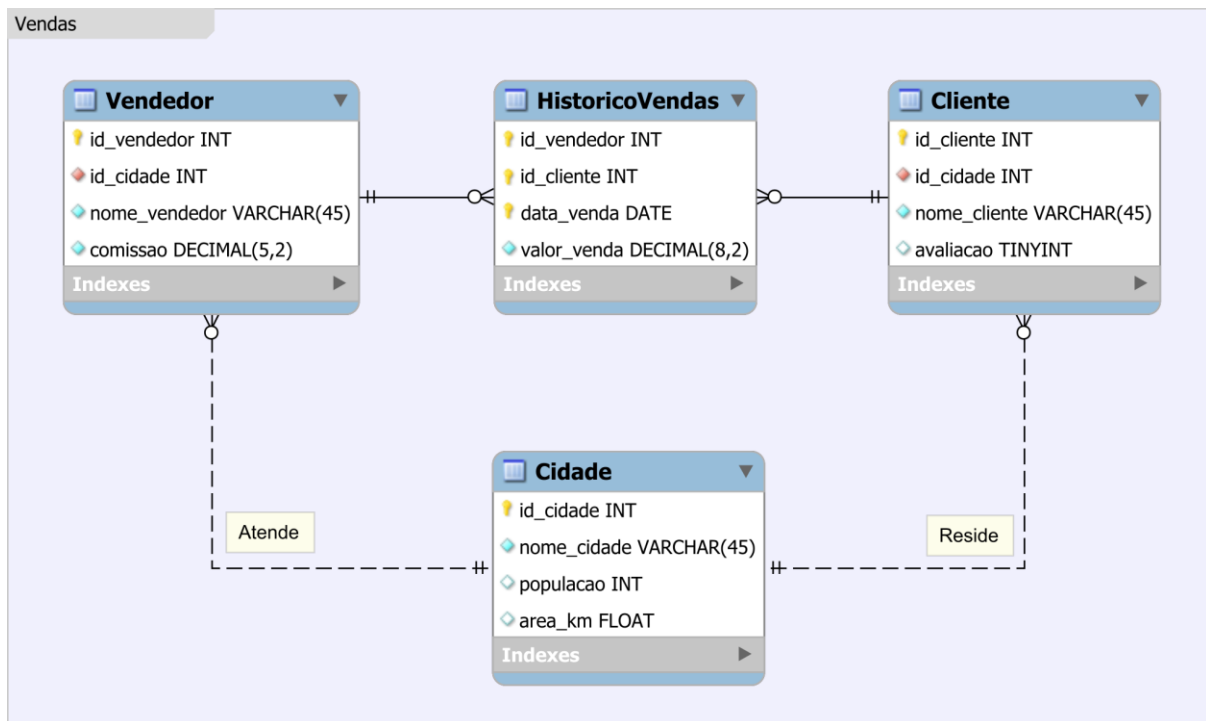 Vendas
Vendedor
id_vendedor INT
id_cidade INT
nome_vendedor VARCHAR(45)
comissao DECIMAL(5,2)
Indexes
HistoricoVendas
id_vendedor INT
id_cliente INT
data_venda DATE
valor_venda DECIMAL(8,2)
Indexes
Cliente
id_cliente INT
id_cidade INT
nome_cliente VARCHAR(45)
avaliacao TINYINT
Indexes
Atende
Cidade
id_cidade INT
nome_cidade VARCHAR(45)
populacao INT
area_km FLOAT
Indexes
Reside